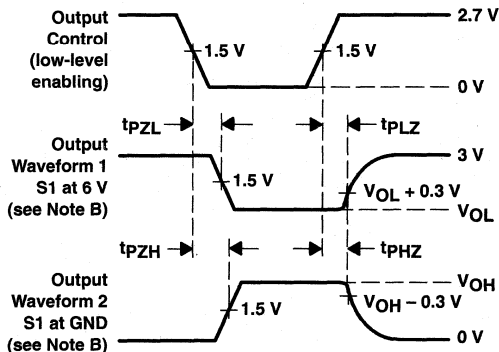 Output
Control
(low-level
enabling)
2.7 V
1.5 V
1.5 V
0 V
tPZL
tPLZ
Output
Waveform 1
S1 at 6 V
(see Note B)
3 V
1.5 V
VOL + 0.3 V
VOL
tPZH
tPHZ
Output
Waveform 2
S1 at GND
(see Note B)
VOH
1.5 V
VOH – 0.3 V
0 V